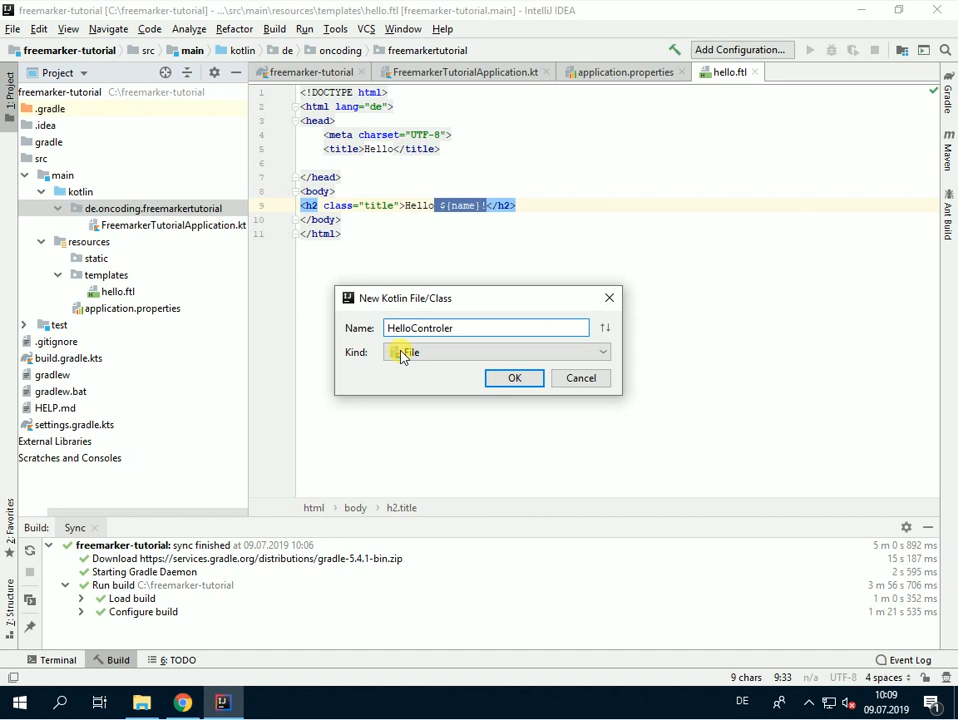 freemarker-tutorial [C:\freemarker-tutorial] - ...\src\main\resources\templates\hello.ftl [freemarker-tutorial.main] - IntelliJ IDEA
File Edit View Navigate Code Analyze Refactor Build Run Tools VCS Window Help
freemarker-tutorial src main kotlin de oncoding freemarkertutorial Add Configuration...
1: Project
Project
freemarker-tutorial FreemarkerTutorialApplication.kt application.properties hello.ftl
freemarker-tutorial C:\freemarker-tutorial
.gradle
.idea
gradle
src
main
kotlin
de.oncoding.freemarkertutorial
FreemarkerTutorialApplication.kt
resources
static
templates
hello.ftl
application.properties
test
.gitignore
build.gradle.kts
gradlew
gradlew.bat
HELP.md
settings.gradle.kts
External Libraries
Scratches and Consoles
1 <!DOCTYPE html>
2 <html lang="de">
3 <head>
4 <meta charset="UTF-8">
5 <title>Hello</title>
6
7 </head>
8 <body>
9 <h2 class="title">Hello ${name}!</h2>
10 </body>
11 </html>
New Kotlin File/Class
Name: HelloControler
Kind: File
OK Cancel
html body h2.title
Gradle
Maven
Ant Build
2: Favorites
7: Structure
Build: Sync
freemarker-tutorial: sync finished at 09.07.2019 10:06 5 m 0 s 892 ms
Download https://services.gradle.org/distributions/gradle-5.4.1-bin.zip 15 s 187 ms
Starting Gradle Daemon 2 s 595 ms
Run build C:\freemarker-tutorial 3 m 56 s 706 ms
Load build 1 m 0 s 352 ms
Configure build 1 m 21 s 535 ms
Terminal Build 6: TODO Event Log
9 chars 9:33 n/a UTF-8 4 spaces
DE 10:09
09.07.2019
1